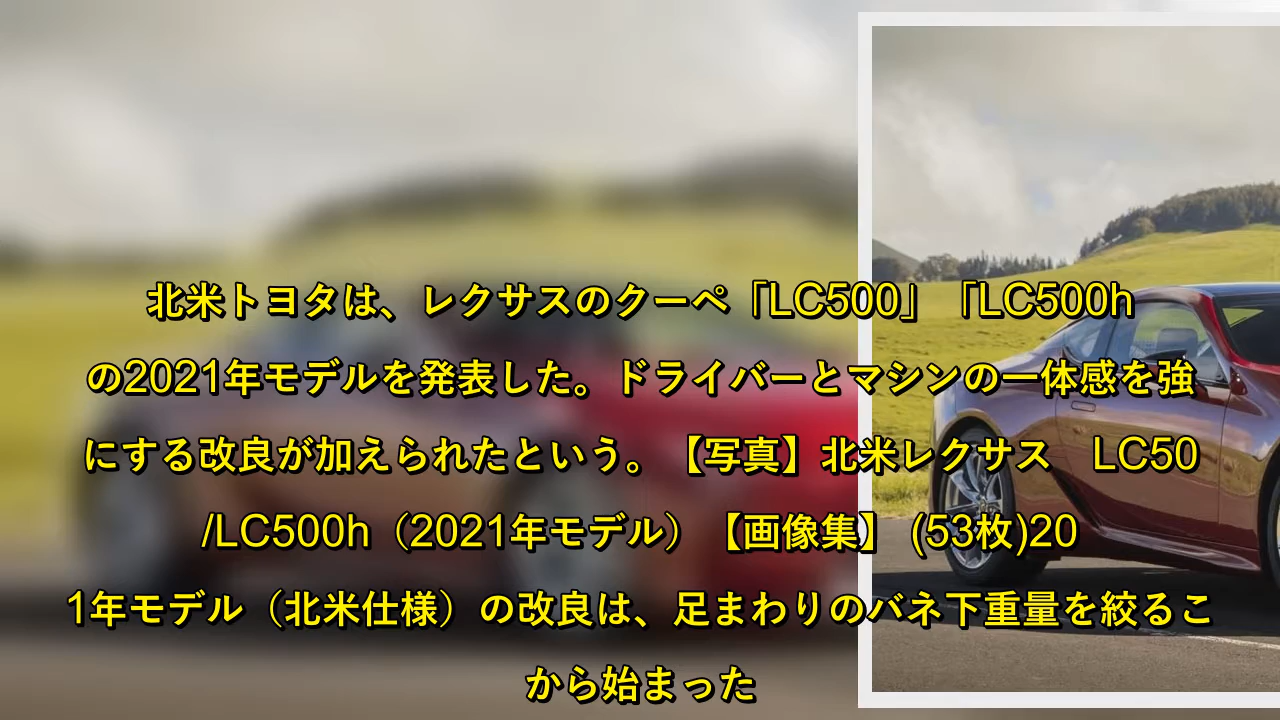 北米トヨタは、レクサスのクーペ「LC500」「LC500h
の2021年モデルを発表した。ドライバーとマシンの一体感を強
にする改良が加えられたという。【写真】北米レクサス　LC50
/LC500h（2021年モデル）【画像集】 (53枚)20
1年モデル（北米仕様）の改良は、足まわりのバネ下重量を絞るこ
から始まった